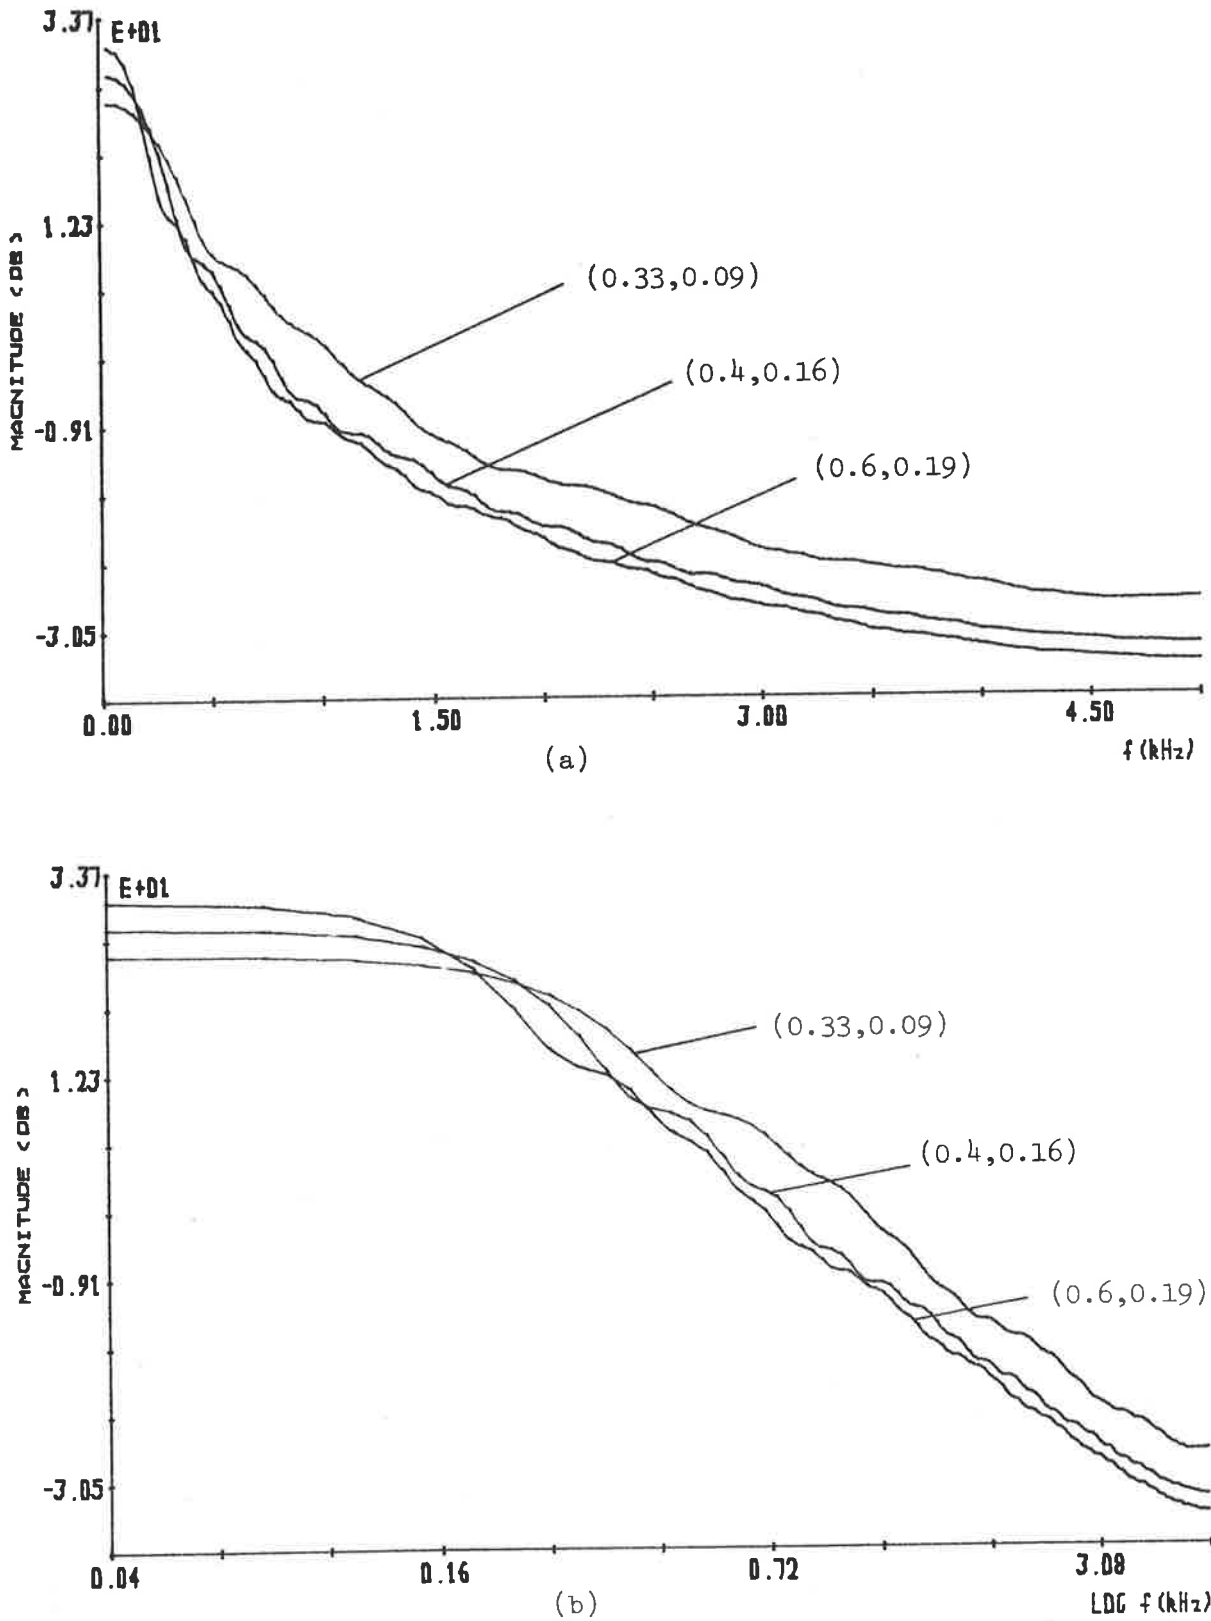 3.37
E+01
1.23
(0.33,0.09)
(0.4,0.16)
-0.91
(0.6,0.19)
-3.05
MAGNITUDE <DB>
0.00
1.50
3.00
4.50
f(kHz)
(a)
3.37
E+01
(0.33,0.09)
1.23
(0.4,0.16)
-0.91
(0.6,0.19)
-3.05
MAGNITUDE <DB>
0.04
0.16
0.72
3.08
LOG f(kHz)
(b)